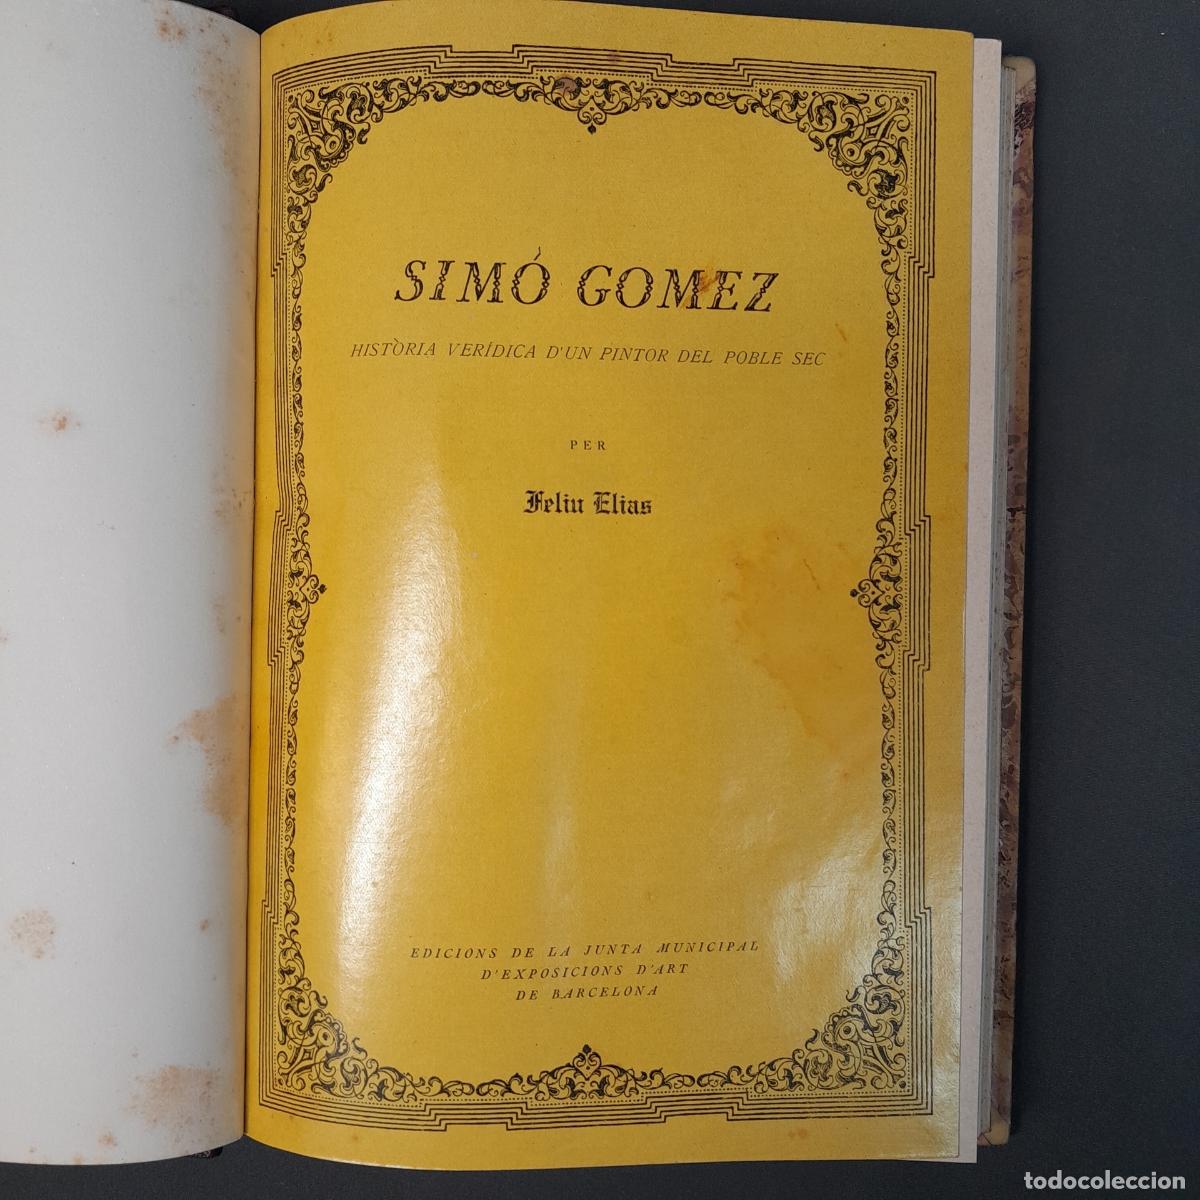 SIMÓ GOMEZ
HISTÒRIA VERÍDICA D'UN PINTOR DEL POBLE SEC
PER
Feliu Elias
EDICIONS DE LA JUNTA MUNICIPAL
D'EXPOSICIONS D'ART
DE BARCELONA
todocoleccion